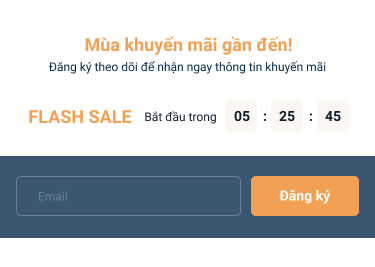 Mùa khuyến mãi gần đến!
Đăng ký theo dõi để nhận ngay thông tin khuyến mãi
FLASH SALE Bắt đầu trong 05 : 25 : 45
Email Đăng ký